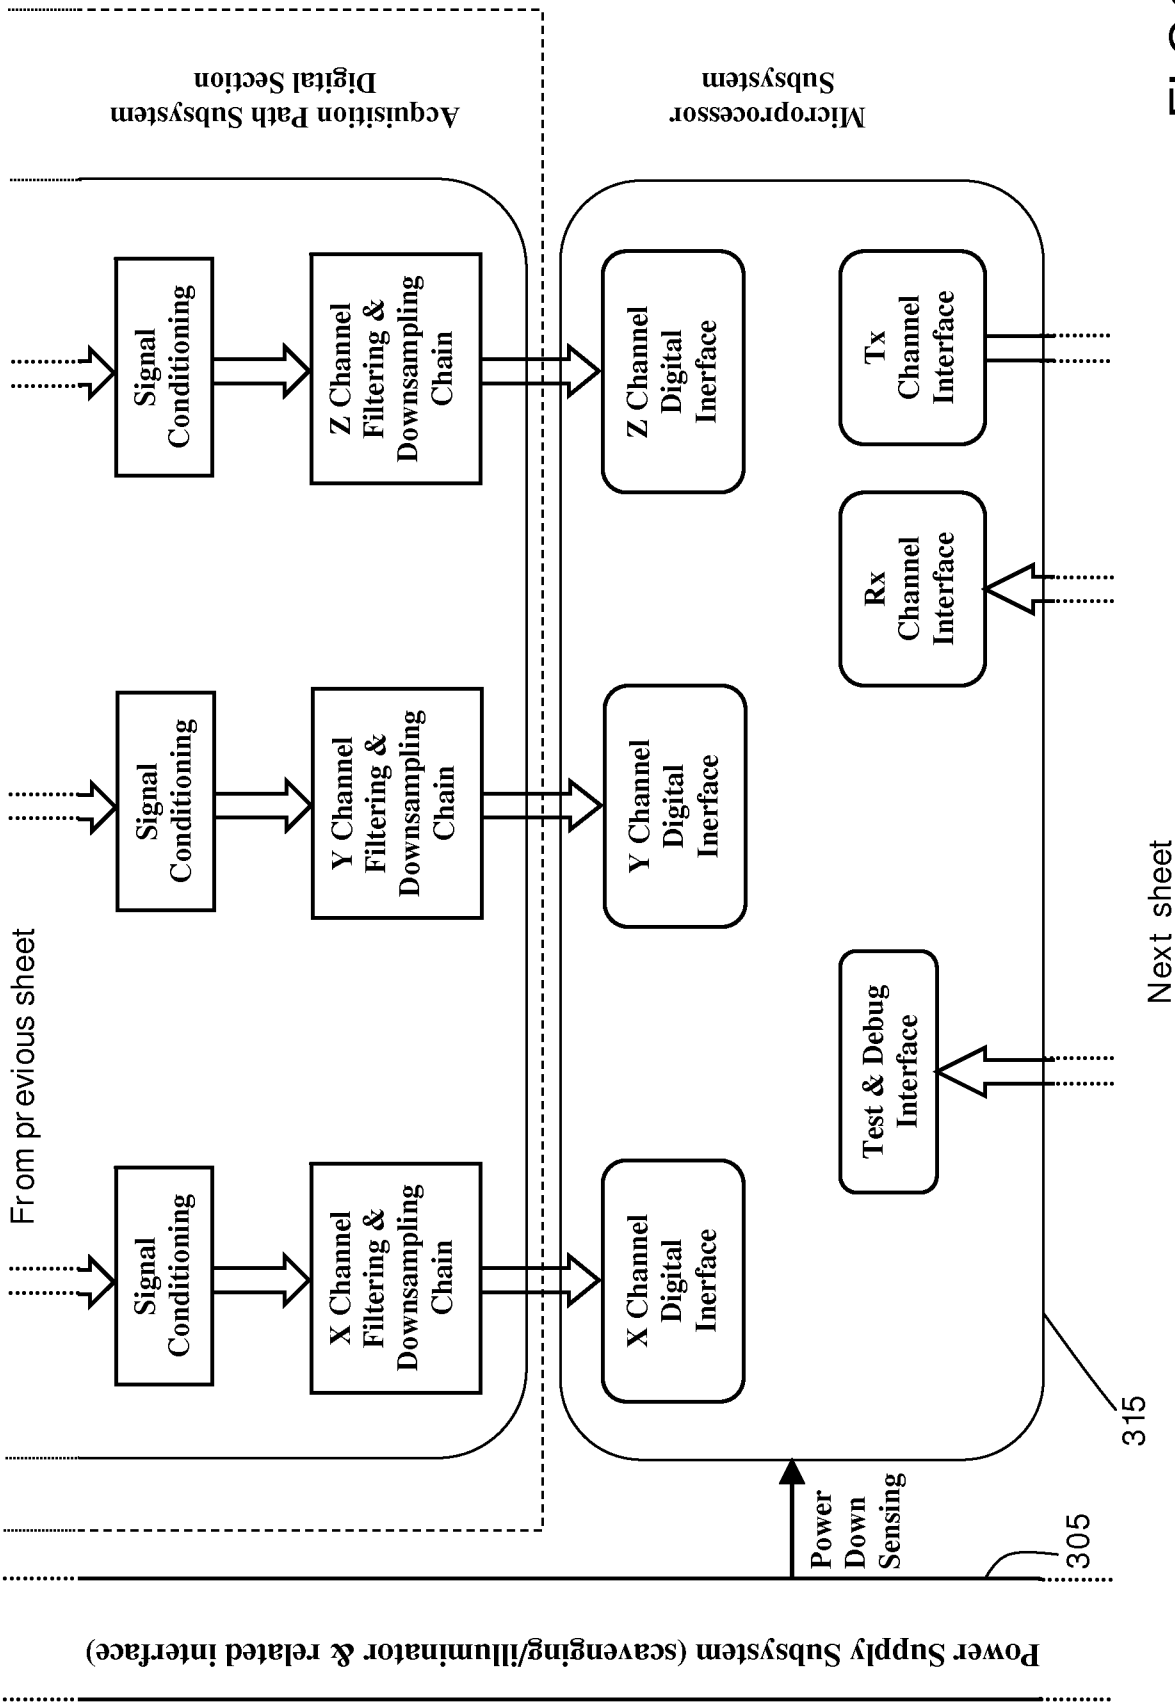 From previous sheet
Signal
Conditioning
Signal
Conditioning
Signal
Conditioning
Acquisition Path Subsystem
Digital Section
X Channel
Filtering &
Downsampling
Chain
Y Channel
Filtering &
Downsampling
Chain
Z Channel
Filtering &
Downsampling
Chain
X Channel
Digital
Inerface
Y Channel
Digital
Inerface
Z Channel
Digital
Inerface
Microprocessor
Subsystem
Test & Debug
Interface
Rx
Channel
Interface
Tx
Channel
Interface
Power
Down
Sensing
Power Supply Subsystem (scavenging/illuminator & related interface)
305
315
Next sheet